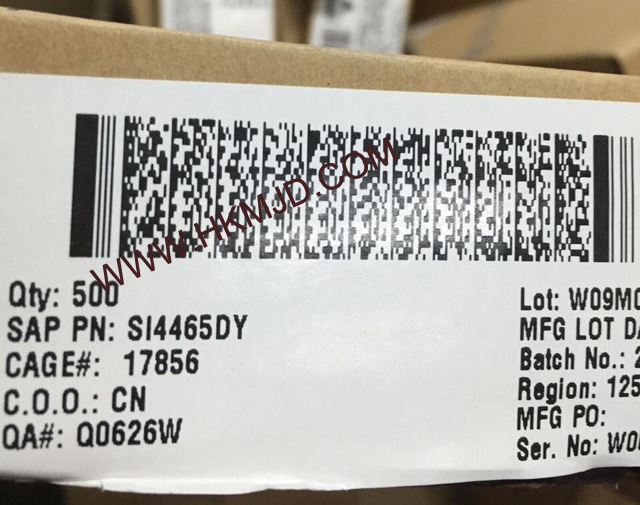 WWW.HKMJD.COM
Qty: 500
SAP PN: SI4465DY
CAGE#: 17856
C.O.O.: CN
QA#: Q0626W
Lot: W09M
MFG LOT
Batch No.: 2
Region: 125
MFG PO:
Ser. No: W0